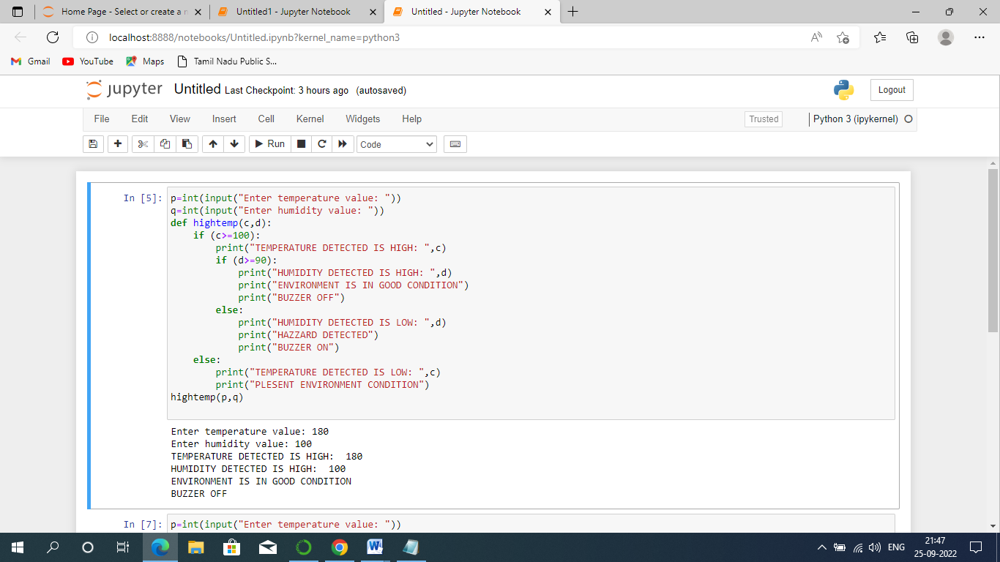 Home Page - Select or create a n
Untitled1 - Jupyter Notebook
Untitled - Jupyter Notebook
localhost:8888/notebooks/Untitled.ipynb?kernel_name=python3
Gmail
YouTube
Maps
Tamil Nadu Public S...
jupyter Untitled Last Checkpoint: 3 hours ago (autosaved)
Logout
File Edit View Insert Cell Kernel Widgets Help
Trusted
Python 3 (ipykernel)
Run
Code
In [5]: p=int(input("Enter temperature value: "))
q=int(input("Enter humidity value: "))
def hightemp(c,d):
    if (c>=100):
        print("TEMPERATURE DETECTED IS HIGH: ",c)
        if (d>=90):
            print("HUMIDITY DETECTED IS HIGH: ",d)
            print("ENVIRONMENT IS IN GOOD CONDITION")
            print("BUZZER OFF")
        else:
            print("HUMIDITY DETECTED IS LOW: ",d)
            print("HAZZARD DETECTED")
            print("BUZZER ON")
    else:
        print("TEMPERATURE DETECTED IS LOW: ",c)
        print("PLESENT ENVIRONMENT CONDITION")
hightemp(p,q)
Enter temperature value: 180
Enter humidity value: 100
TEMPERATURE DETECTED IS HIGH:  180
HUMIDITY DETECTED IS HIGH:  100
ENVIRONMENT IS IN GOOD CONDITION
BUZZER OFF
In [7]: p=int(input("Enter temperature value: "))
ENG
21:47
25-09-2022